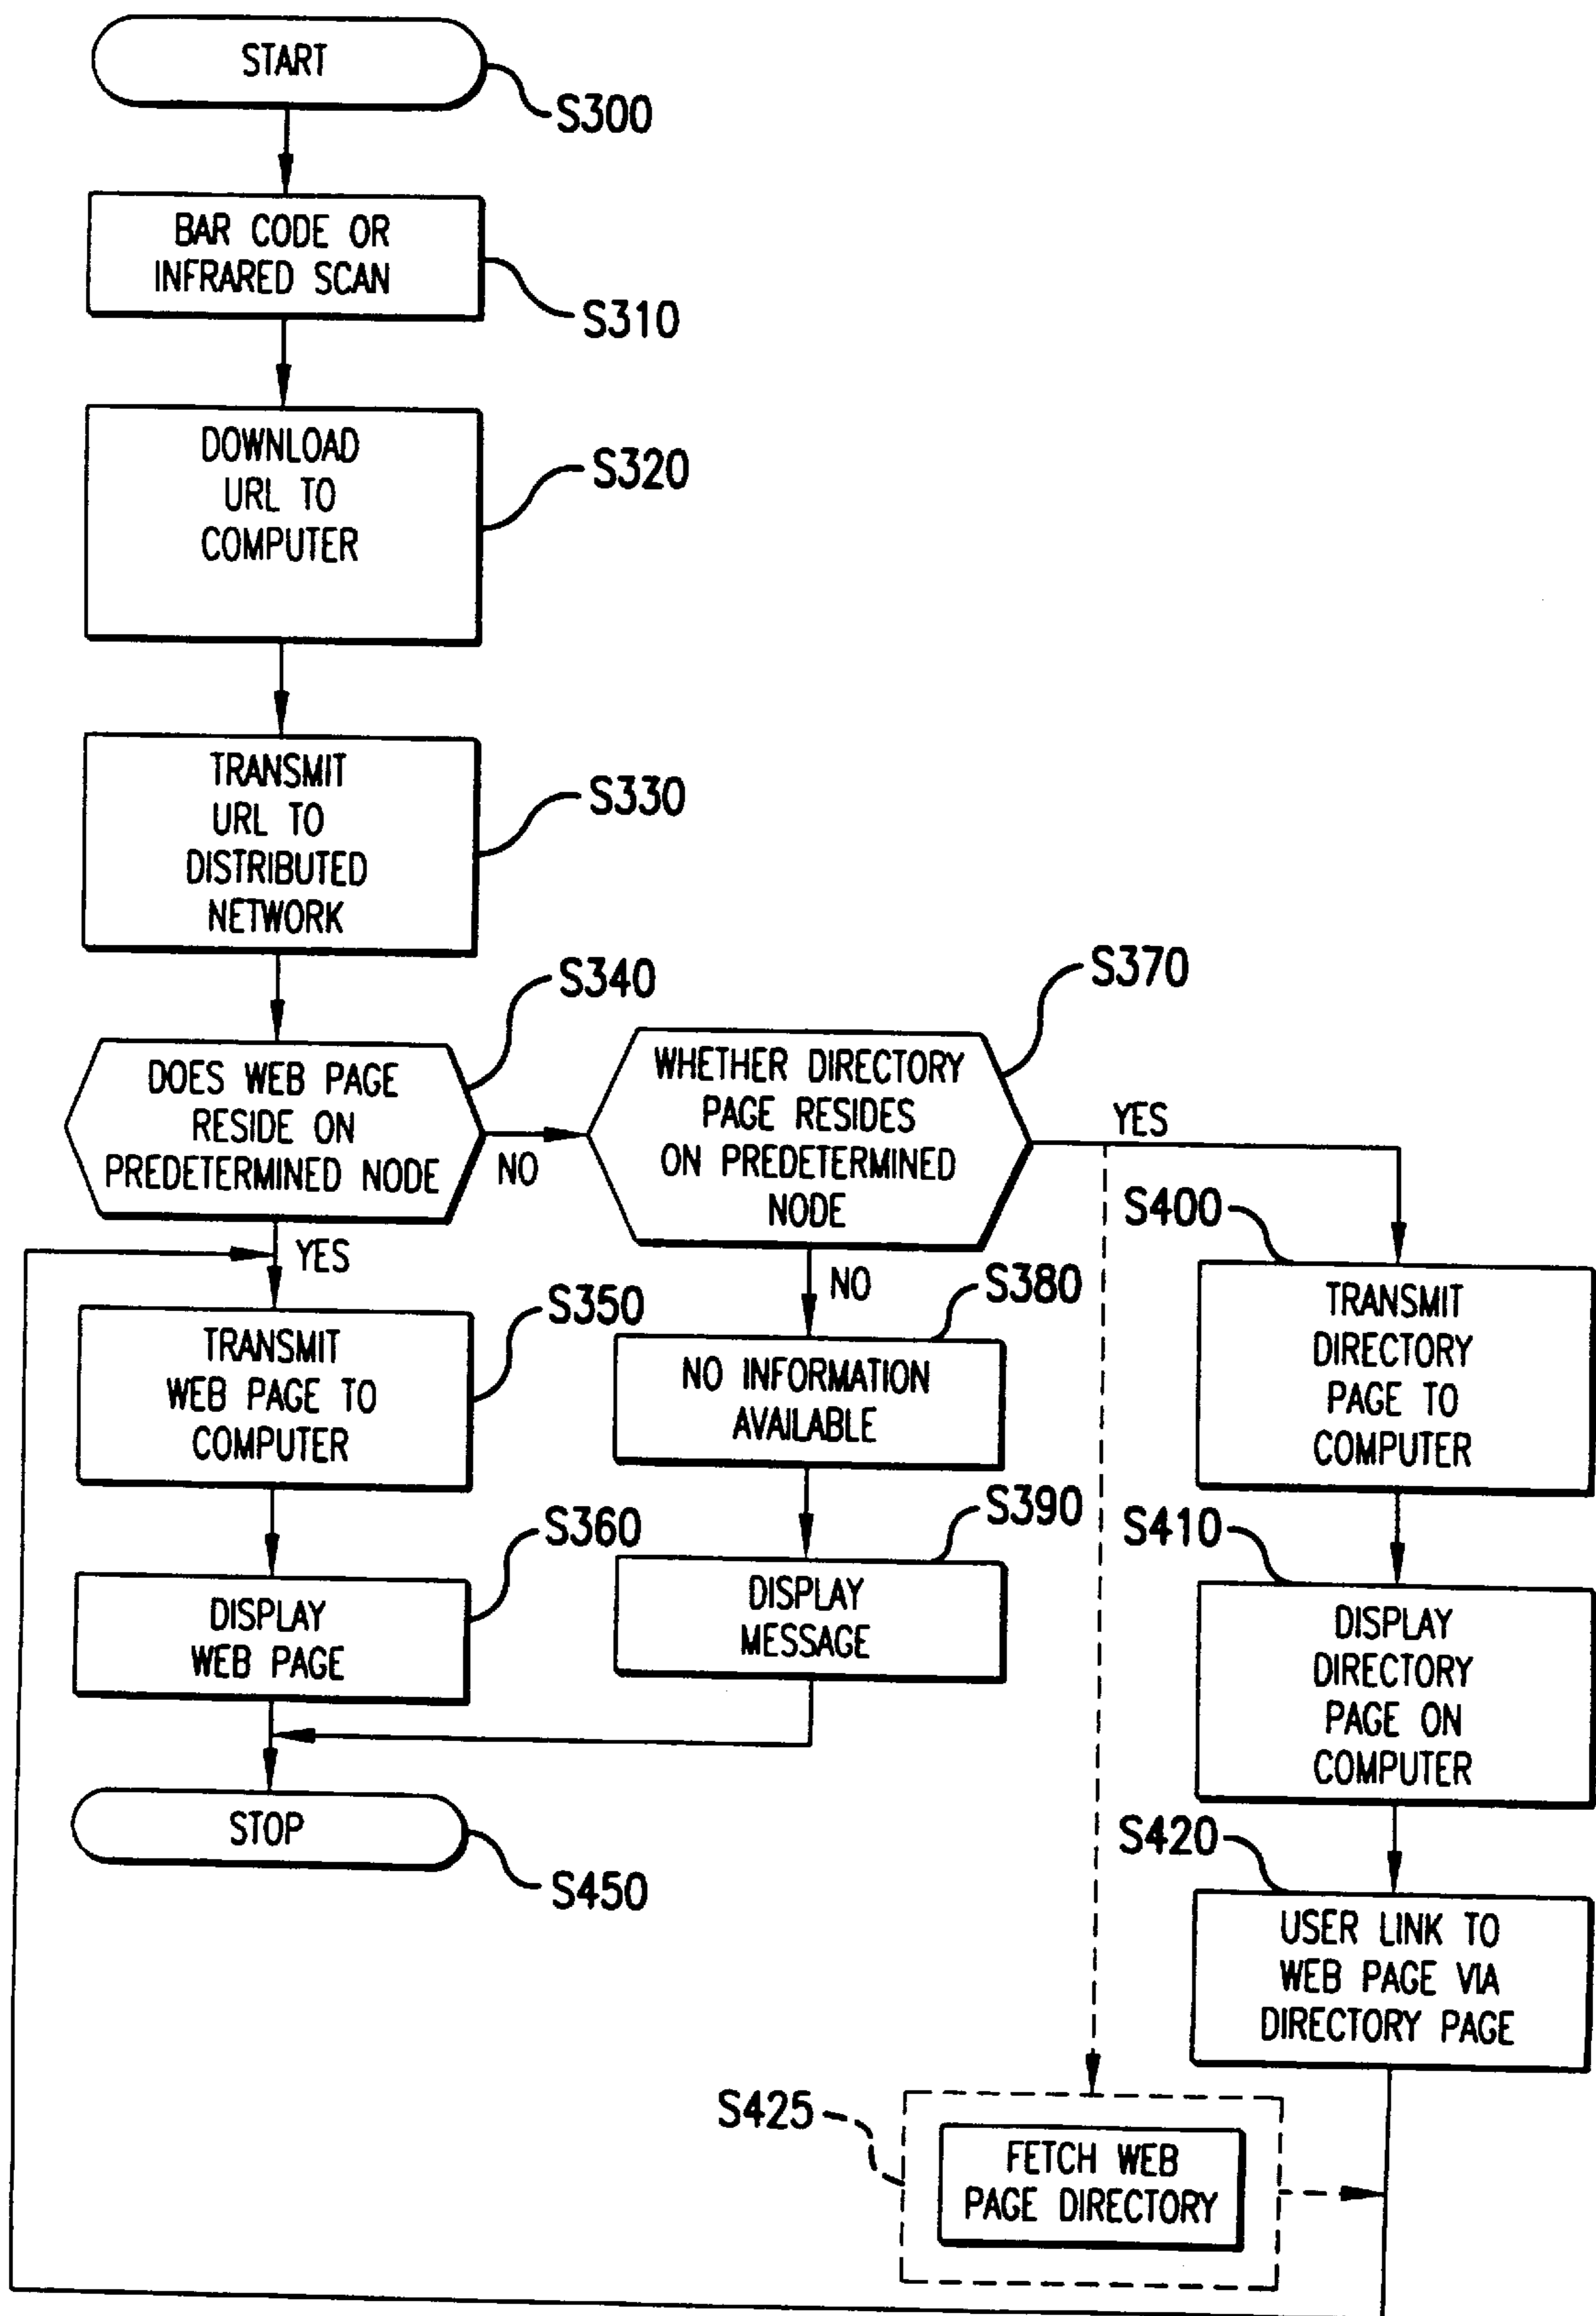 START
S300
BAR CODE OR
INFRARED SCAN
S310
DOWNLOAD
URL TO
COMPUTER
S320
TRANSMIT
URL TO
DISTRIBUTED
NETWORK
S330
DOES WEB PAGE
RESIDE ON
PREDETERMINED NODE
S340
NO
YES
WHETHER DIRECTORY
PAGE RESIDES
ON PREDETERMINED
NODE
S370
YES
NO
TRANSMIT
WEB PAGE TO
COMPUTER
S350
NO INFORMATION
AVAILABLE
S380
S400
TRANSMIT
DIRECTORY
PAGE TO
COMPUTER
DISPLAY
WEB PAGE
S360
DISPLAY
MESSAGE
S390
S410
DISPLAY
DIRECTORY
PAGE ON
COMPUTER
STOP
S450
S420
USER LINK TO
WEB PAGE VIA
DIRECTORY PAGE
S425
FETCH WEB
PAGE DIRECTORY